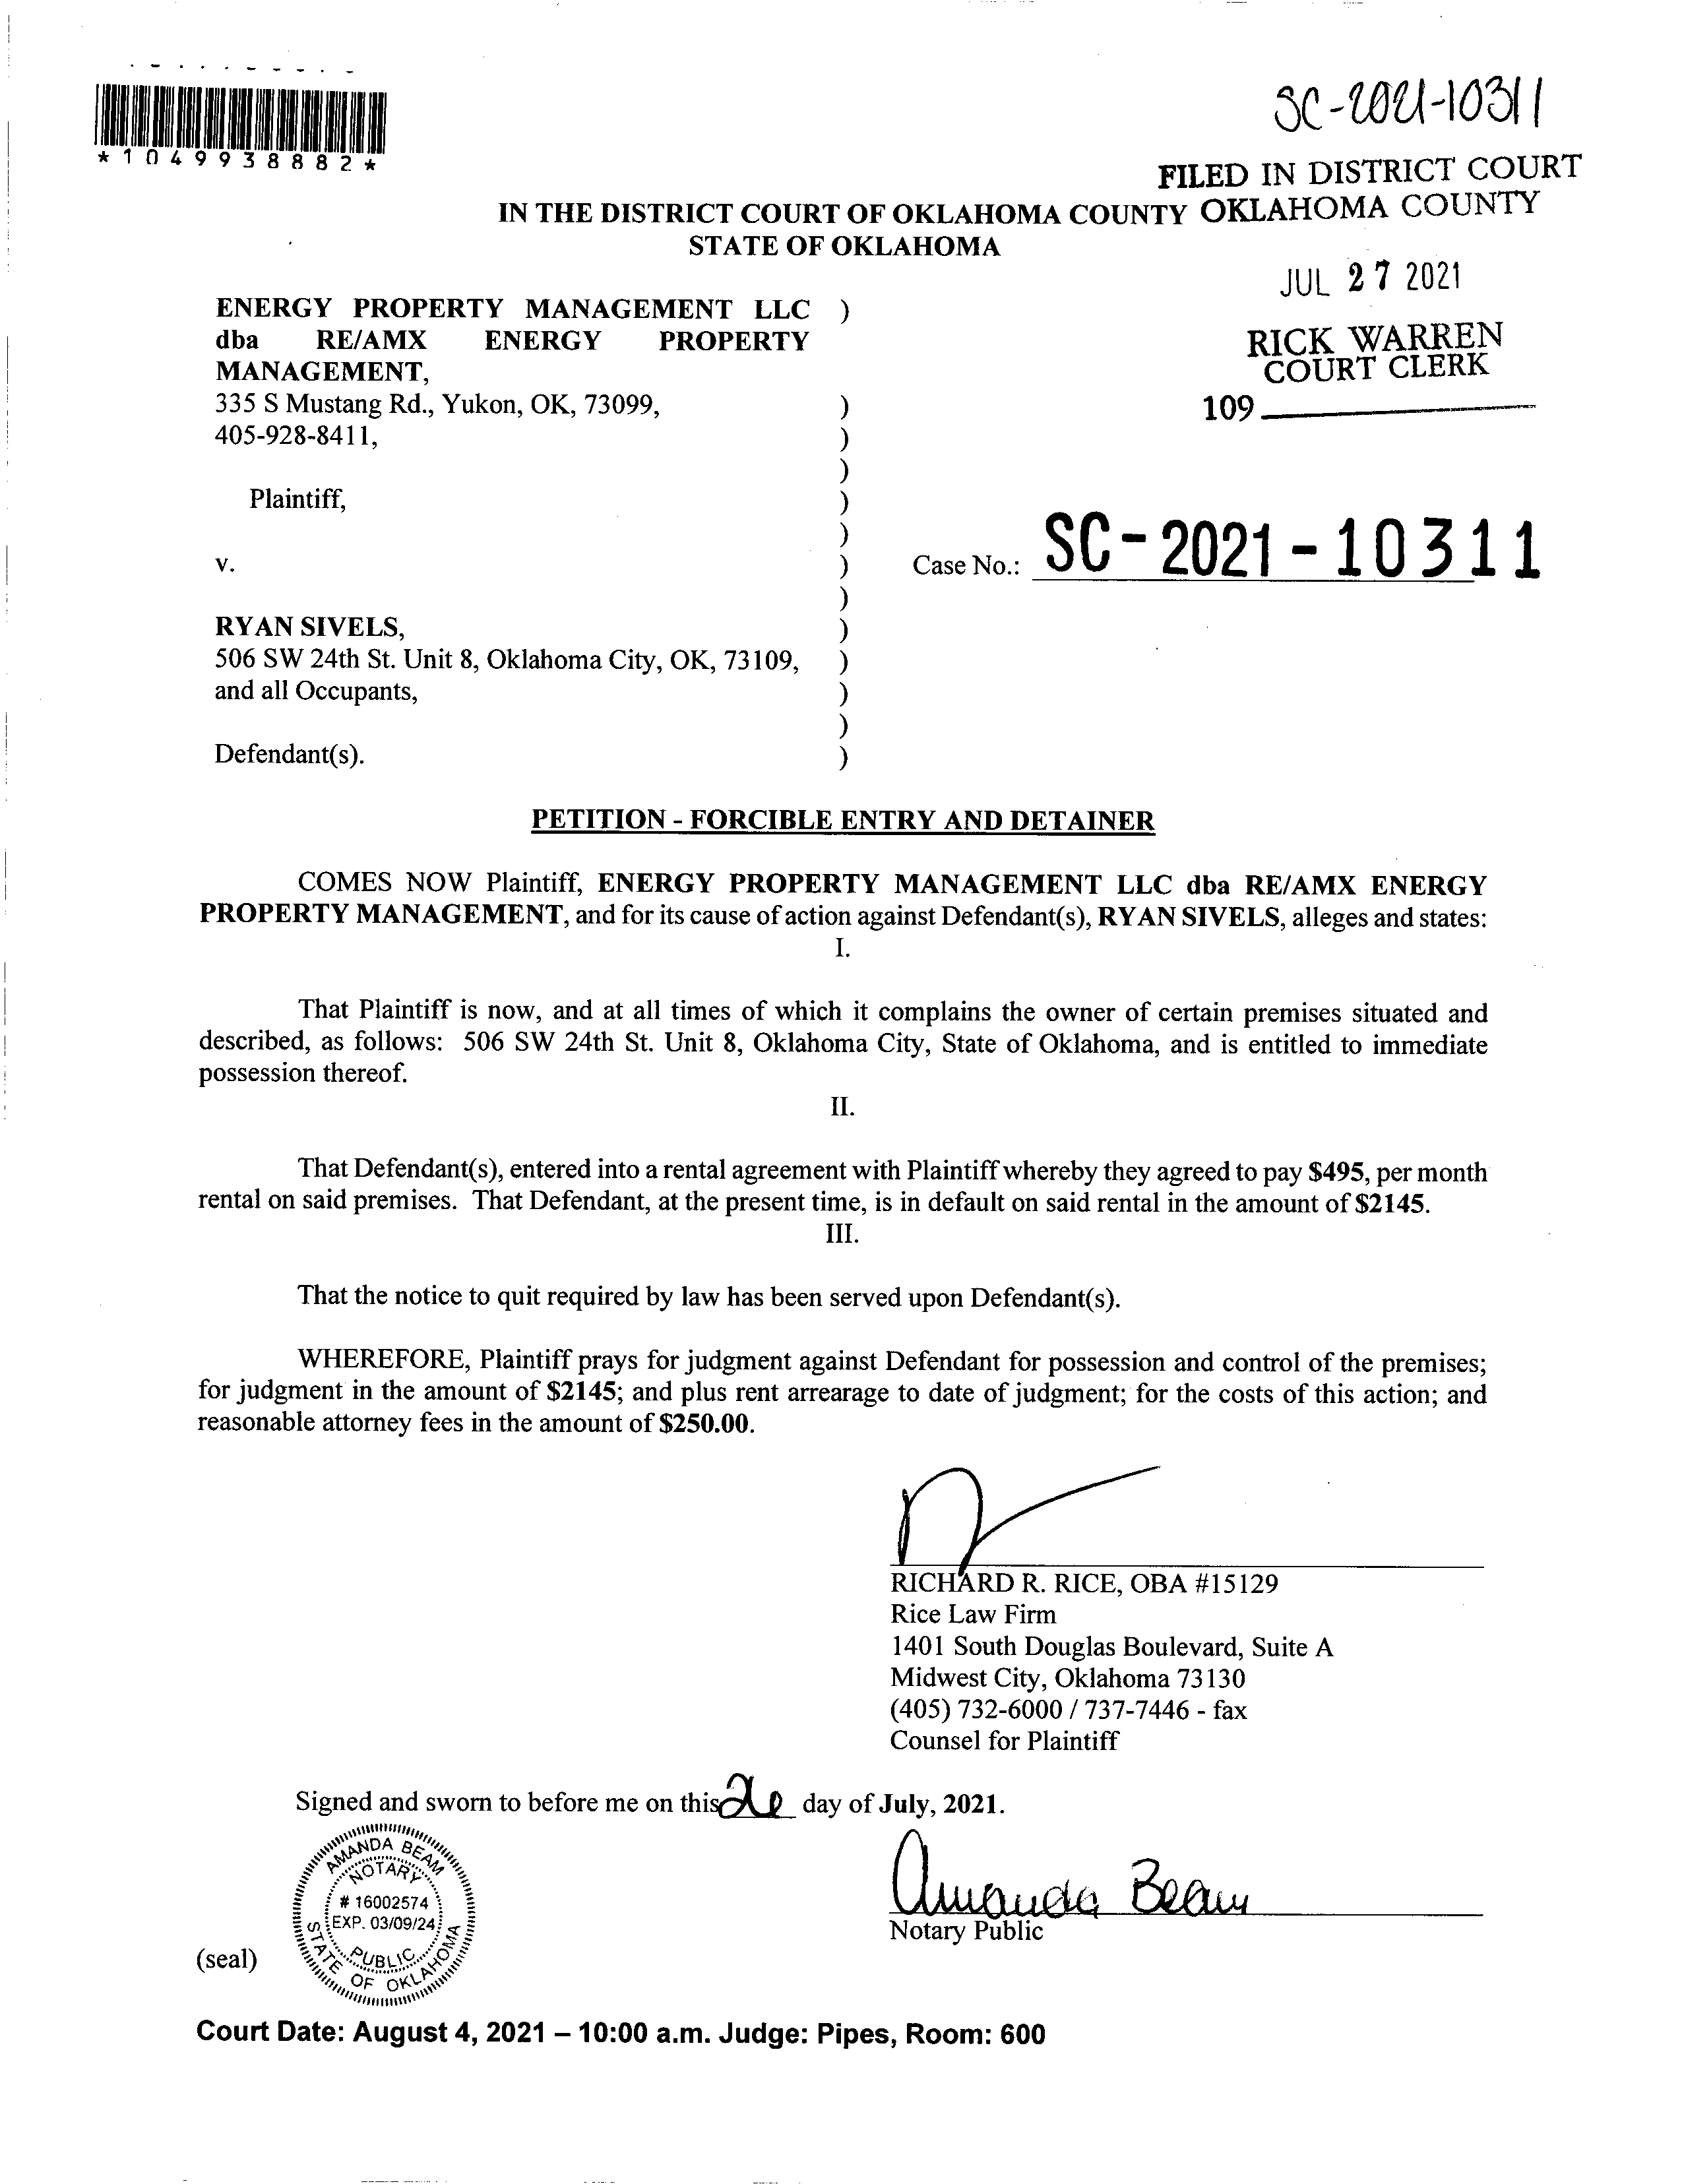 SC-2021-10311
*1049938882*
FILED IN DISTRICT COURT
OKLAHOMA COUNTY
IN THE DISTRICT COURT OF OKLAHOMA COUNTY
STATE OF OKLAHOMA
JUL 27 2021
RICK WARREN
COURT CLERK
109
ENERGY PROPERTY MANAGEMENT LLC )
dba RE/AMX ENERGY PROPERTY
MANAGEMENT,
335 S Mustang Rd., Yukon, OK, 73099, )
405-928-8411, )
)
Plaintiff, )
)
v. ) Case No.: SC-2021-10311
)
RYAN SIVELS, )
506 SW 24th St. Unit 8, Oklahoma City, OK, 73109, )
and all Occupants, )
)
Defendant(s). )
PETITION - FORCIBLE ENTRY AND DETAINER
COMES NOW Plaintiff, ENERGY PROPERTY MANAGEMENT LLC dba RE/AMX ENERGY
PROPERTY MANAGEMENT, and for its cause of action against Defendant(s), RYAN SIVELS, alleges and states:
I.
That Plaintiff is now, and at all times of which it complains the owner of certain premises situated and
described, as follows: 506 SW 24th St. Unit 8, Oklahoma City, State of Oklahoma, and is entitled to immediate
possession thereof.
II.
That Defendant(s), entered into a rental agreement with Plaintiff whereby they agreed to pay $495, per month
rental on said premises. That Defendant, at the present time, is in default on said rental in the amount of $2145.
III.
That the notice to quit required by law has been served upon Defendant(s).
WHEREFORE, Plaintiff prays for judgment against Defendant for possession and control of the premises;
for judgment in the amount of $2145; and plus rent arrearage to date of judgment; for the costs of this action; and
reasonable attorney fees in the amount of $250.00.
RICHARD R. RICE, OBA #15129
Rice Law Firm
1401 South Douglas Boulevard, Suite A
Midwest City, Oklahoma 73130
(405) 732-6000 / 737-7446 - fax
Counsel for Plaintiff
Signed and sworn to before me on this day of July, 2021.
AMANDA BEAM
NOTARY
# 16002574
EXP. 03/09/24
PUBLIC
STATE OF OKLAHOMA
Amanda Beam
Notary Public
(seal)
Court Date: August 4, 2021 – 10:00 a.m. Judge: Pipes, Room: 600